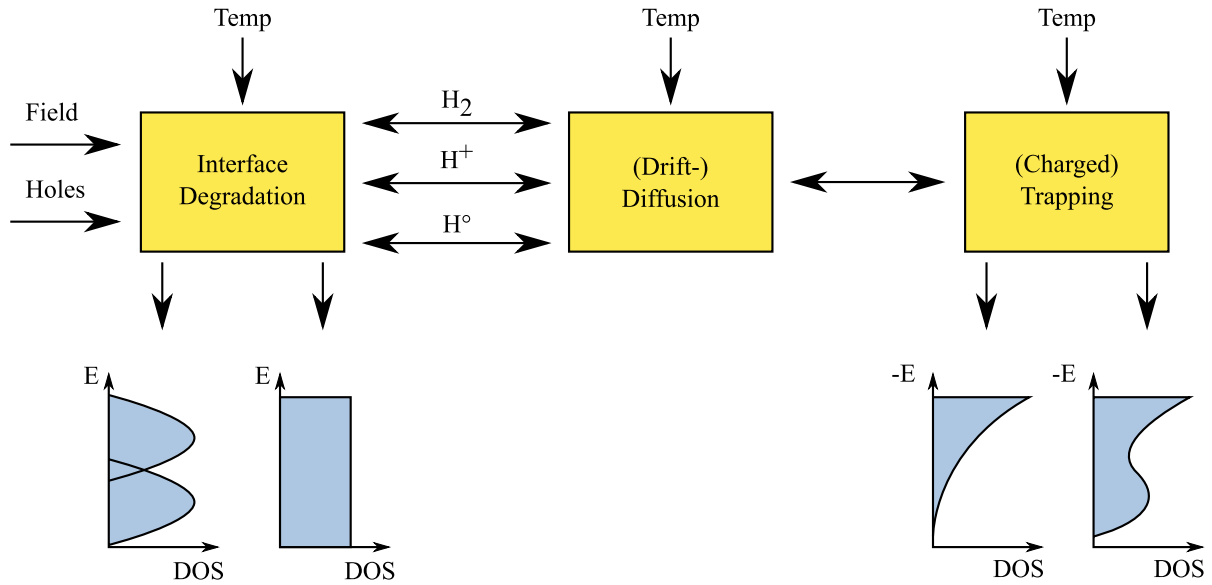 Temp
Temp
Temp
Field
Holes
Interface
Degradation
H₂
H⁺
H°
(Drift-)
Diffusion
(Charged)
Trapping
E
DOS
E
DOS
-E
DOS
-E
DOS